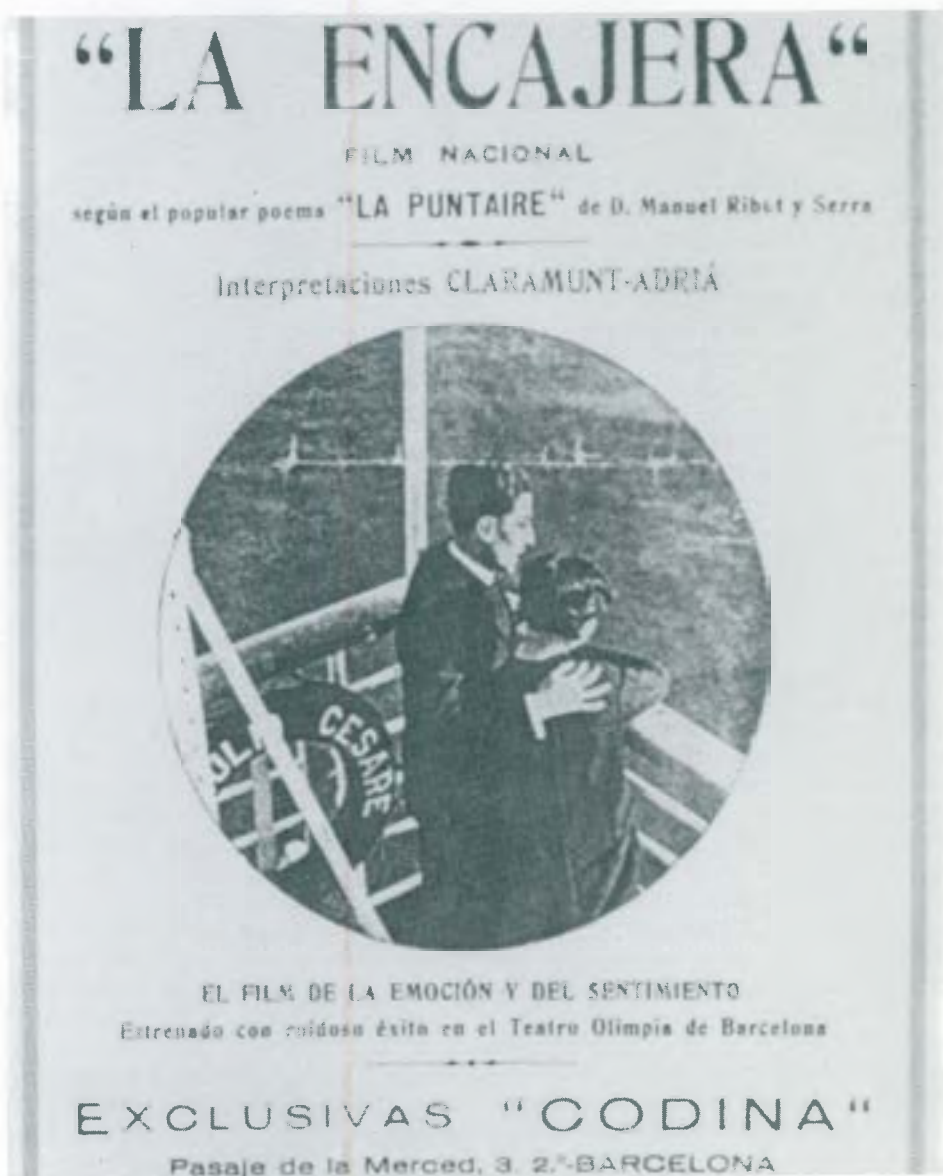 “LA ENCAJERA“
FILM NACIONAL
según el popular poema “LA PUNTAIRE“ de D. Manuel Ribot y Serra
Interpretaciones CLARAMUNT-ADRIÁ
CESARE
EL FILM DE LA EMOCIÓN Y DEL SENTIMIENTO
Estrenado con ruidoso éxito en el Teatro Olimpia de Barcelona
EXCLUSIVAS “CODINA“
Pasaje de la Merced, 3, 2.º-BARCELONA